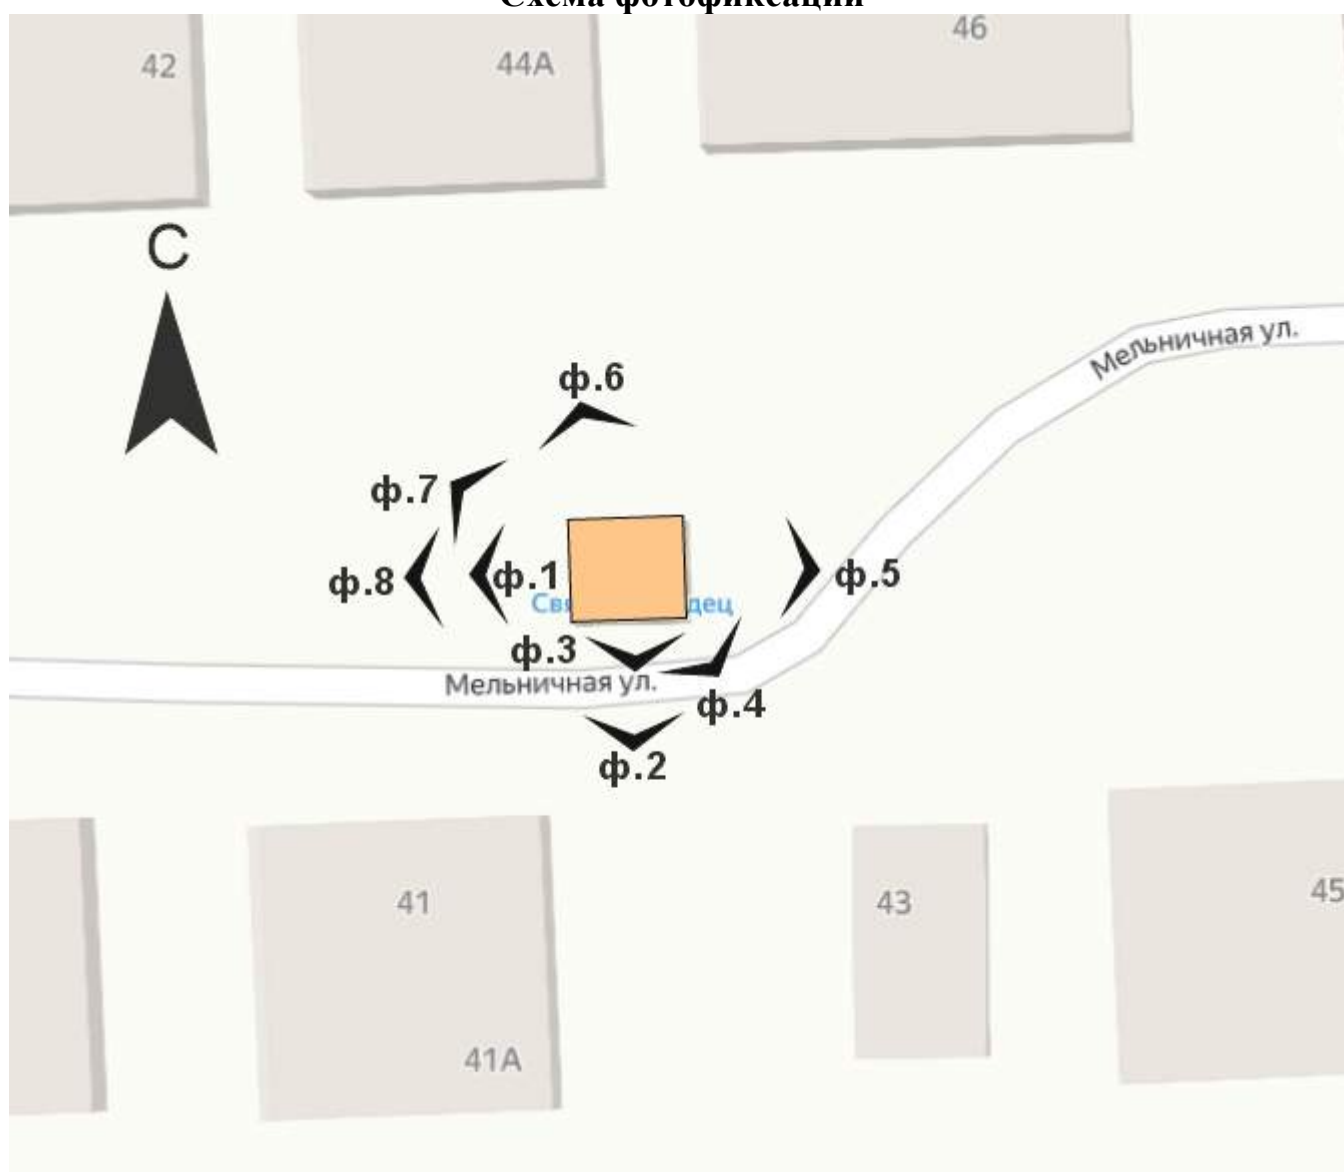 Схема фотофиксации
46
42
44А
С
Мельничная ул.
ф.6
ф.7
ф.8
ф.1
ф.5
ф.3
Мельничная ул.
ф.4
ф.2
41
43
45
41А